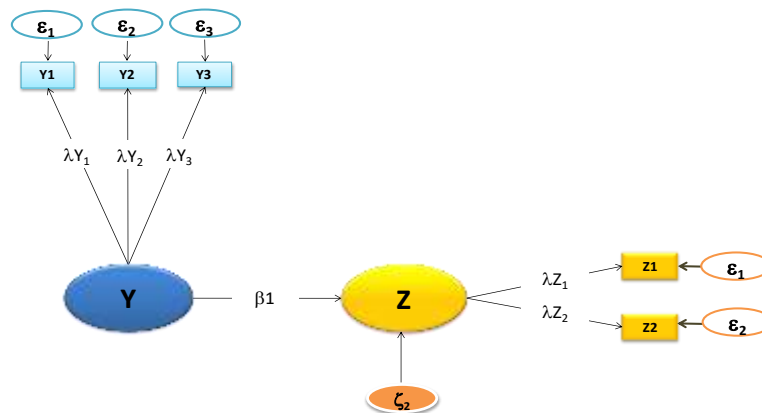 ε₁ ε₂ ε₃
Y1 Y2 Y3
λY₁ λY₂ λY₃
Z1 ε₁
λZ₁
Y β1 Z
λZ₂
Z2 ε₂
ζ₂